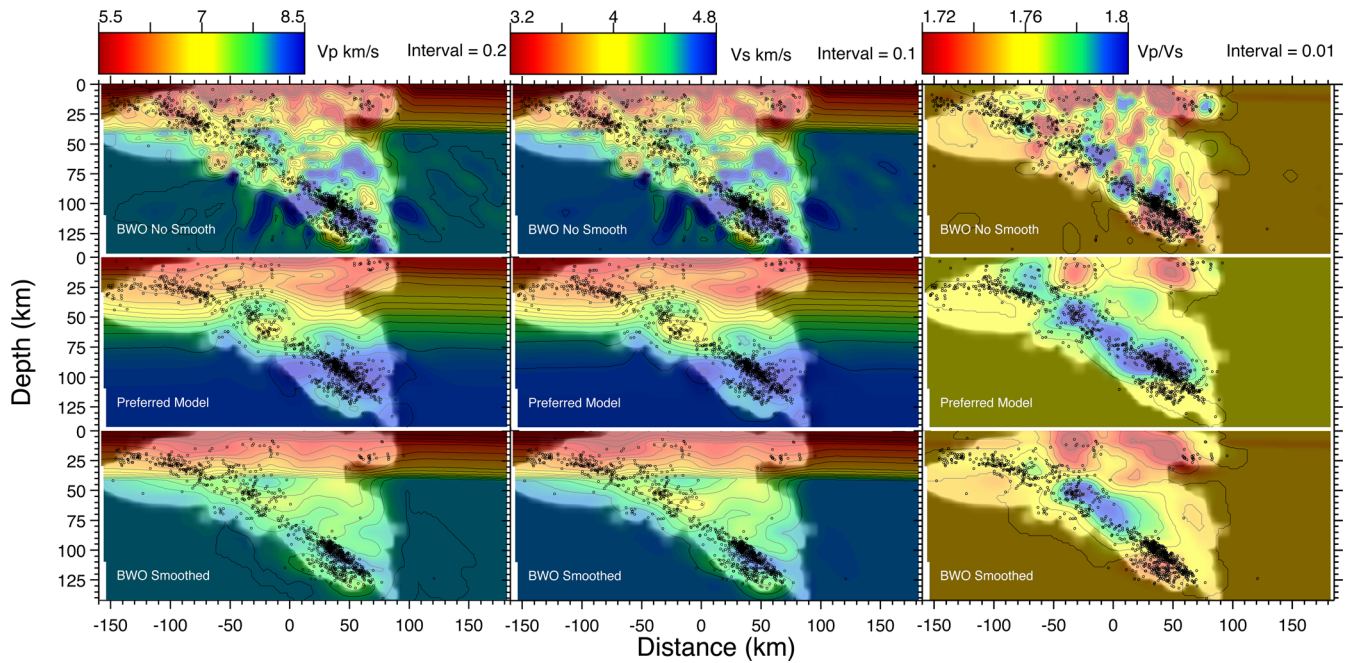 5.5 7 8.5 3.2 4 4.8 1.72 1.76 1.8
Vp km/s Interval = 0.2 Vs km/s Interval = 0.1 Vp/Vs Interval = 0.01
0
25
50
75
100
125
BWO No Smooth BWO No Smooth BWO No Smooth
0
25
50
75
100
125
Preferred Model Preferred Model Preferred Model
0
25
50
75
100
125
BWO Smoothed BWO Smoothed BWO Smoothed
Depth (km)
-150 -100 -50 0 50 100 150 -150 -100 -50 0 50 100 150 -150 -100 -50 0 50 100 150
Distance (km)